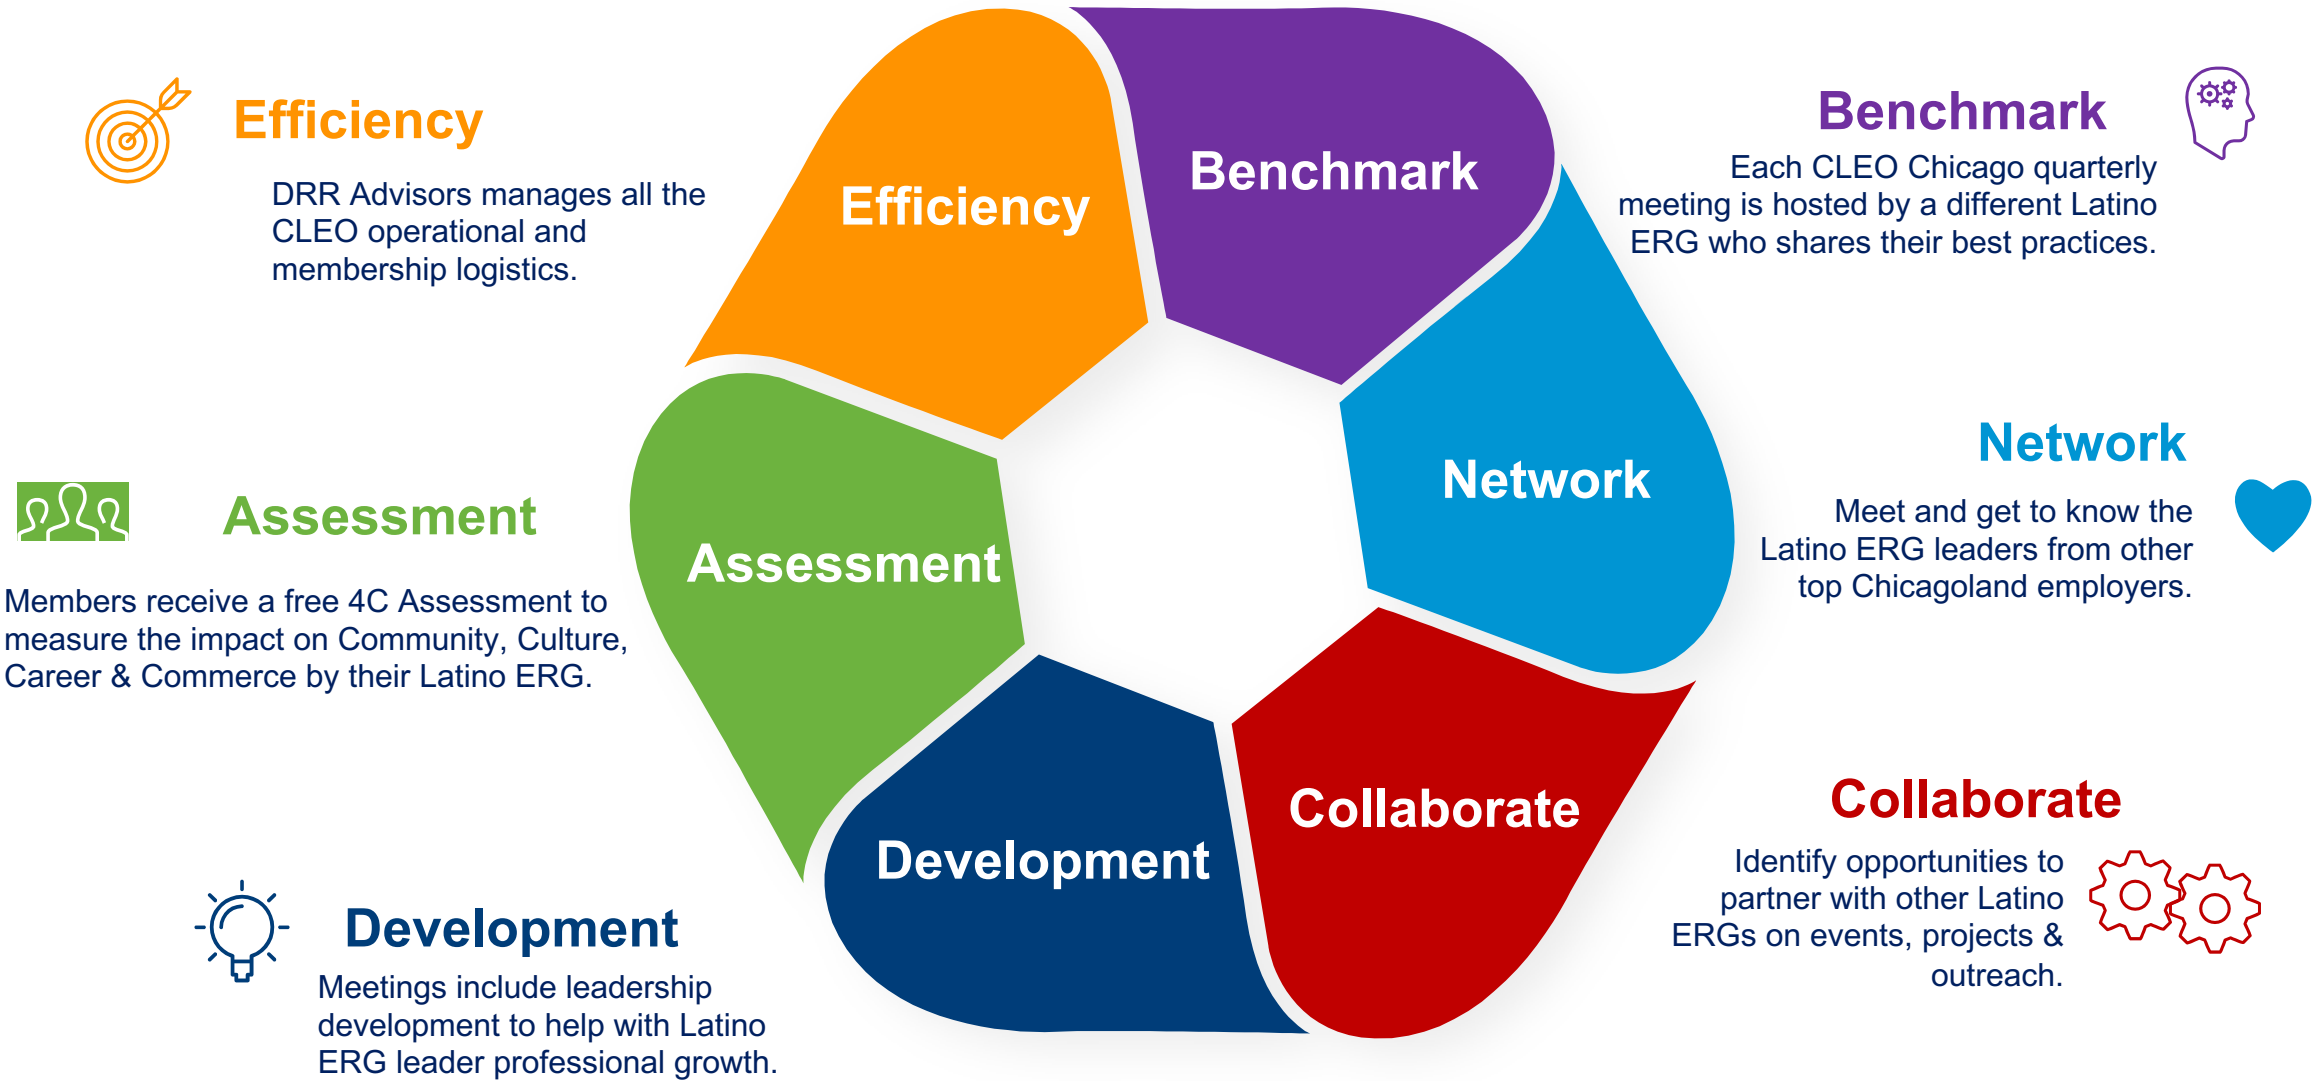 Efficiency
DRR Advisors manages all the
CLEO operational and
membership logistics.
Assessment
Members receive a free 4C Assessment to
measure the impact on Community, Culture,
Career & Commerce by their Latino ERG.
Development
Meetings include leadership
development to help with Latino
ERG leader professional growth.
Efficiency
Benchmark
Network
Collaborate
Development
Assessment
Benchmark
Each CLEO Chicago quarterly
meeting is hosted by a different Latino
ERG who shares their best practices.
Network
Meet and get to know the
Latino ERG leaders from other
top Chicagoland employers.
Collaborate
Identify opportunities to
partner with other Latino
ERGs on events, projects &
outreach.